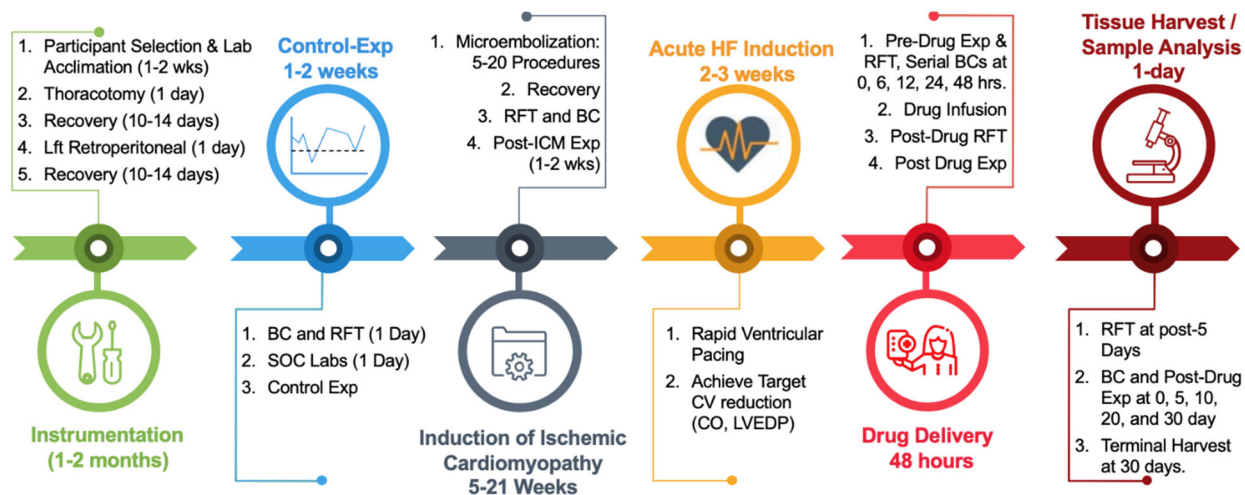 1. Participant Selection & Lab
Acclimation (1-2 wks)
2. Thoracotomy (1 day)
3. Recovery (10-14 days)
4. Lft Retroperitoneal (1 day)
5. Recovery (10-14 days)
Instrumentation
(1-2 months)
Control-Exp
1-2 weeks
1. BC and RFT (1 Day)
2. SOC Labs (1 Day)
3. Control Exp
1. Microembolization:
5-20 Procedures
2. Recovery
3. RFT and BC
4. Post-ICM Exp
(1-2 wks)
Induction of Ischemic
Cardiomyopathy
5-21 Weeks
Acute HF Induction
2-3 weeks
1. Rapid Ventricular
Pacing
2. Achieve Target
CV reduction
(CO, LVEDP)
1. Pre-Drug Exp &
RFT, Serial BCs at
0, 6, 12, 24, 48 hrs.
2. Drug Infusion
3. Post-Drug RFT
4. Post Drug Exp
Drug Delivery
48 hours
Tissue Harvest /
Sample Analysis
1-day
1. RFT at post-5
Days
2. BC and Post-Drug
Exp at 0, 5, 10,
20, and 30 day
3. Terminal Harvest
at 30 days.